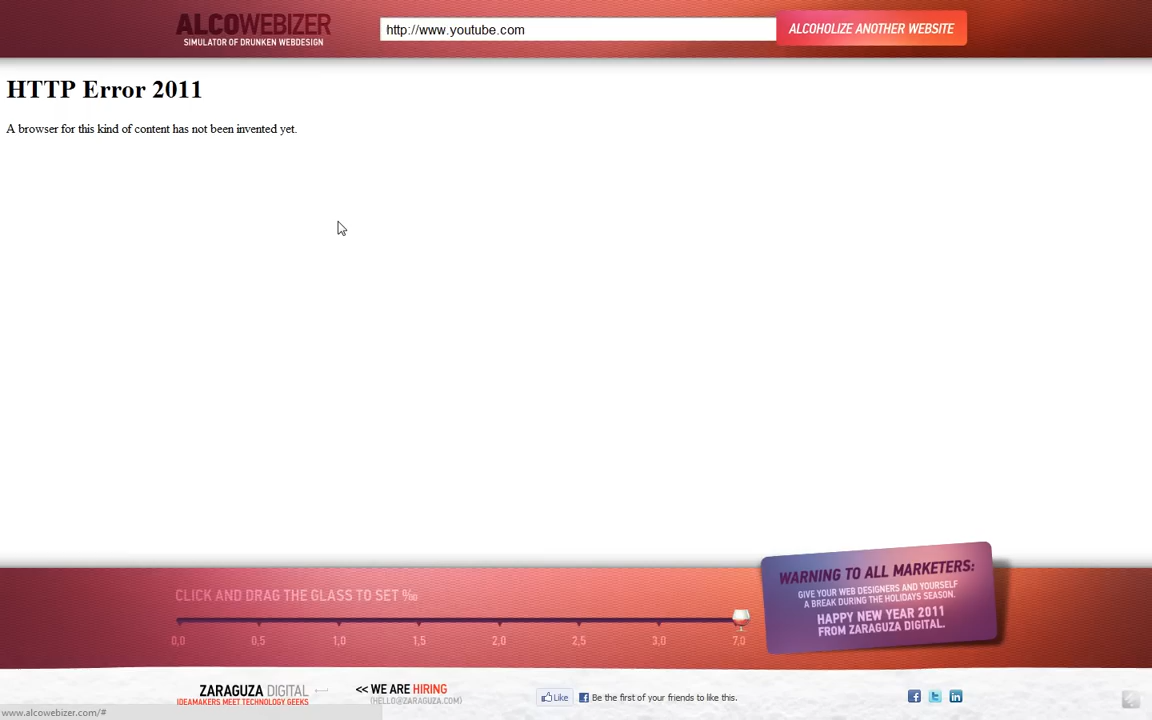 ALCOWEBIZER
SIMULATOR OF DRUNKEN WEBDESIGN
http://www.youtube.com
ALCOHOLIZE ANOTHER WEBSITE
HTTP Error 2011
A browser for this kind of content has not been invented yet.
CLICK AND DRAG THE GLASS TO SET ‰
0,0 0,5 1,0 1,5 2,0 2,5 3,0 7,0
WARNING TO ALL MARKETERS:
GIVE YOUR WEB DESIGNERS AND YOURSELF
A BREAK DURING THE HOLIDAYS SEASON.
HAPPY NEW YEAR 2011
FROM ZARAGUZA DIGITAL.
ZARAGUZA DIGITAL
IDEAMAKERS MEET TECHNOLOGY GEEKS
<< WE ARE HIRING
(HELLO@ZARAGUZA.COM)
Like
Be the first of your friends to like this.
www.alcowebizer.com/#